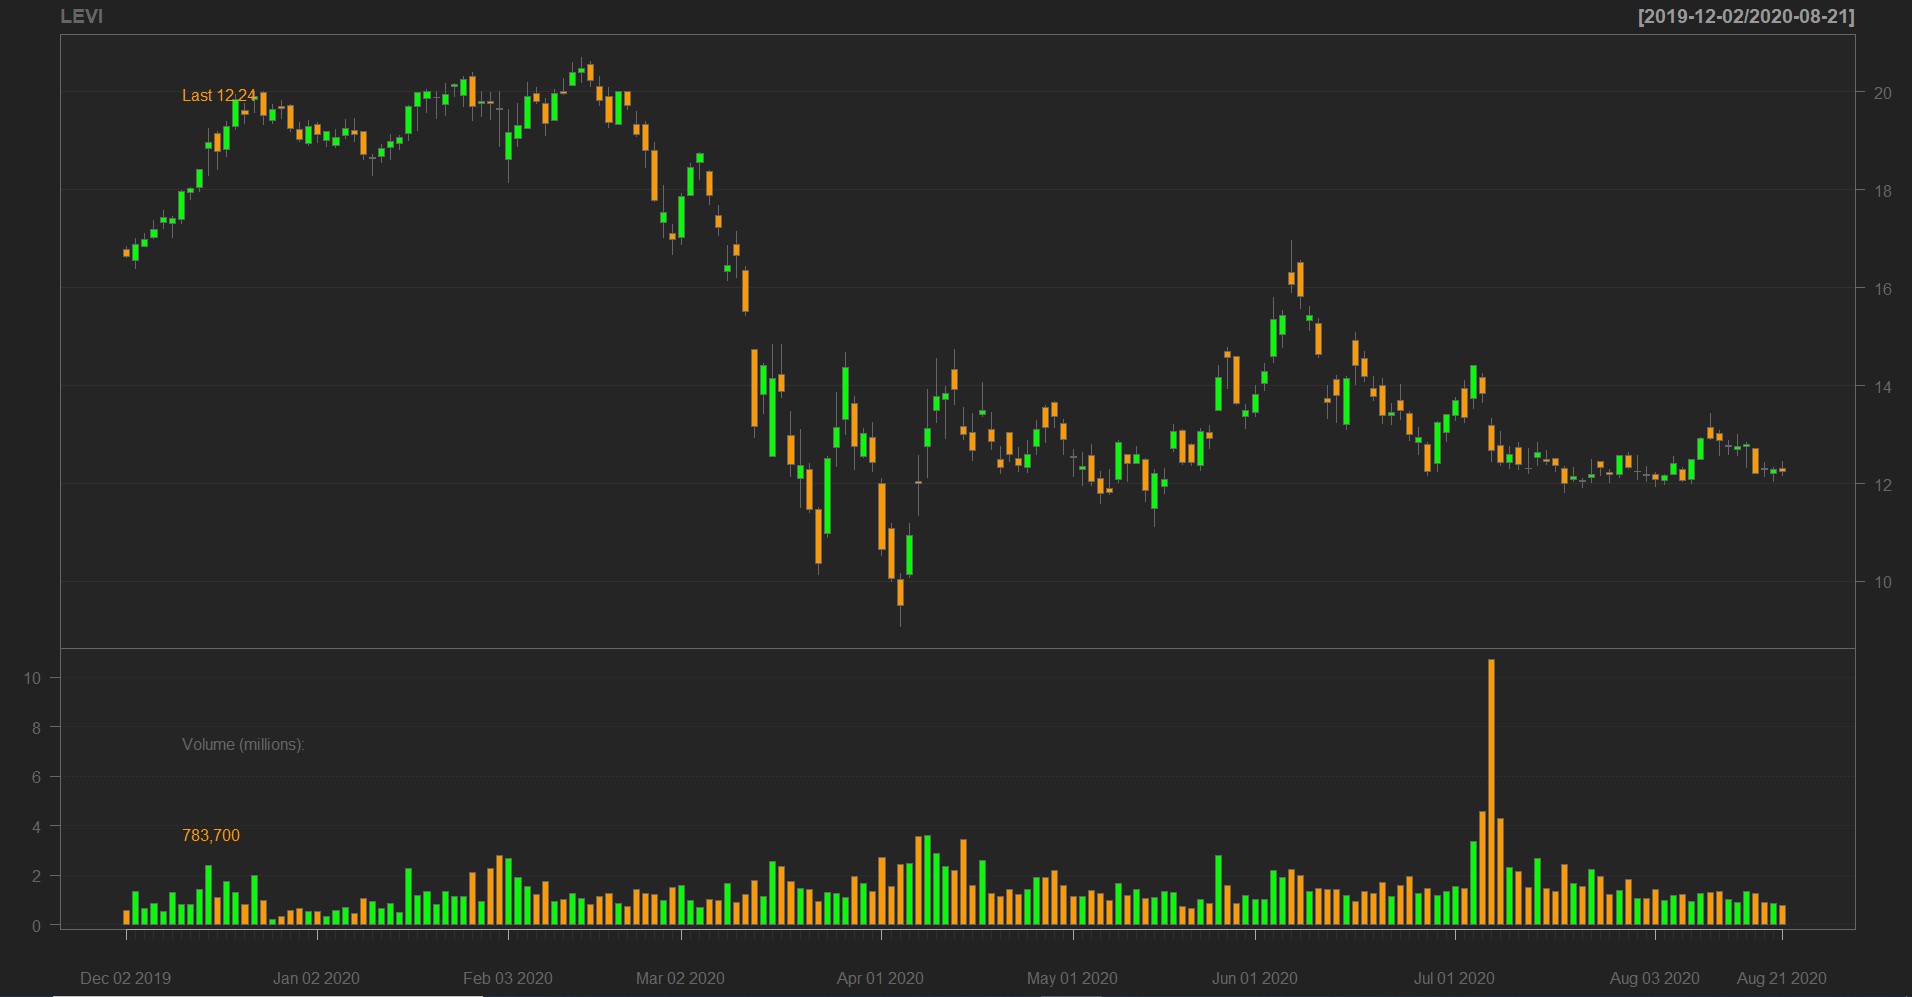 LEVI
[2019-12-02/2020-08-21]
Last 12.24
20
18
16
14
12
10
10
8
6
4
2
0
Volume (millions):
783,700
Dec 02 2019
Jan 02 2020
Feb 03 2020
Mar 02 2020
Apr 01 2020
May 01 2020
Jun 01 2020
Jul 01 2020
Aug 03 2020
Aug 21 2020